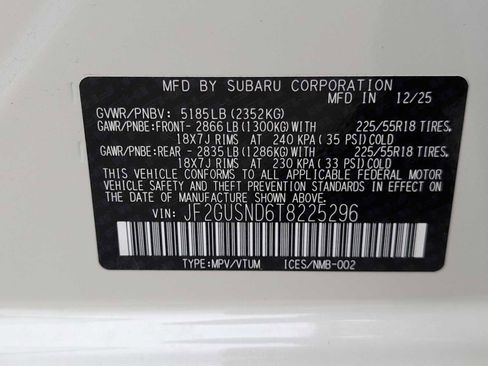 MFD BY SUBARU CORPORATION
MFD IN 12/25
GVWR/PNBV: 5185LB(2352KG)
GAWR/PNBE:FRONT- 2866LB(1300KG)WITH 225/55R18 TIRES,
18X7J RIMS AT 240 KPA(35 PSI)COLD
GAWR/PNBE:REAR - 2835LB(1286KG)WITH 225/55R18 TIRES,
18X7J RIMS AT 230 KPA(33 PSI)COLD
THIS VEHICLE CONFORMS TO ALL APPLICABLE FEDERAL MOTOR
VEHICLE SAFETY AND BUMPER STANDARDS IN EFFECT ON
THE DATE OF MANUFACTURE SHOWN ABOVE.
VIN: JF2GUSND6T8225296
TYPE:MPV/VTUM ICES/NMB-002